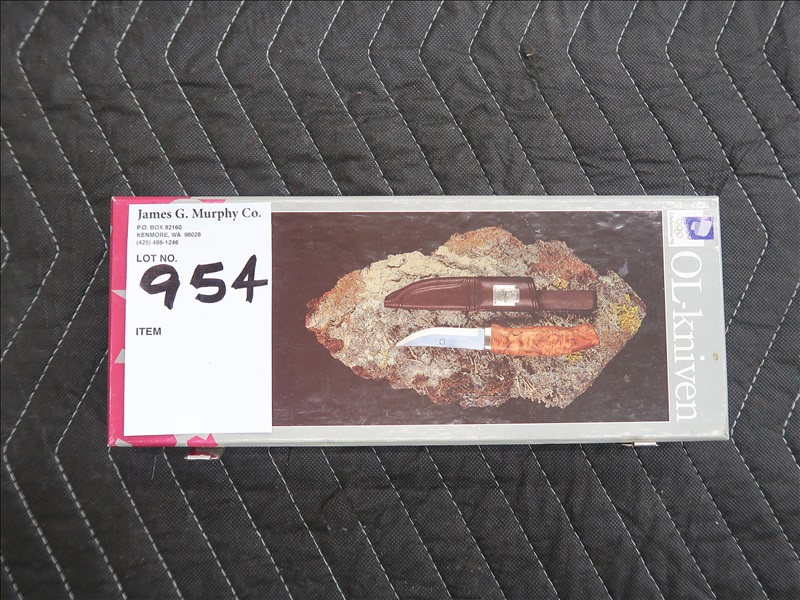 James G. Murphy Co.
P.O. BOX 82160
KENMORE, WA 98028
(425) 486-1246
LOT NO.
954
ITEM
OL-kniven